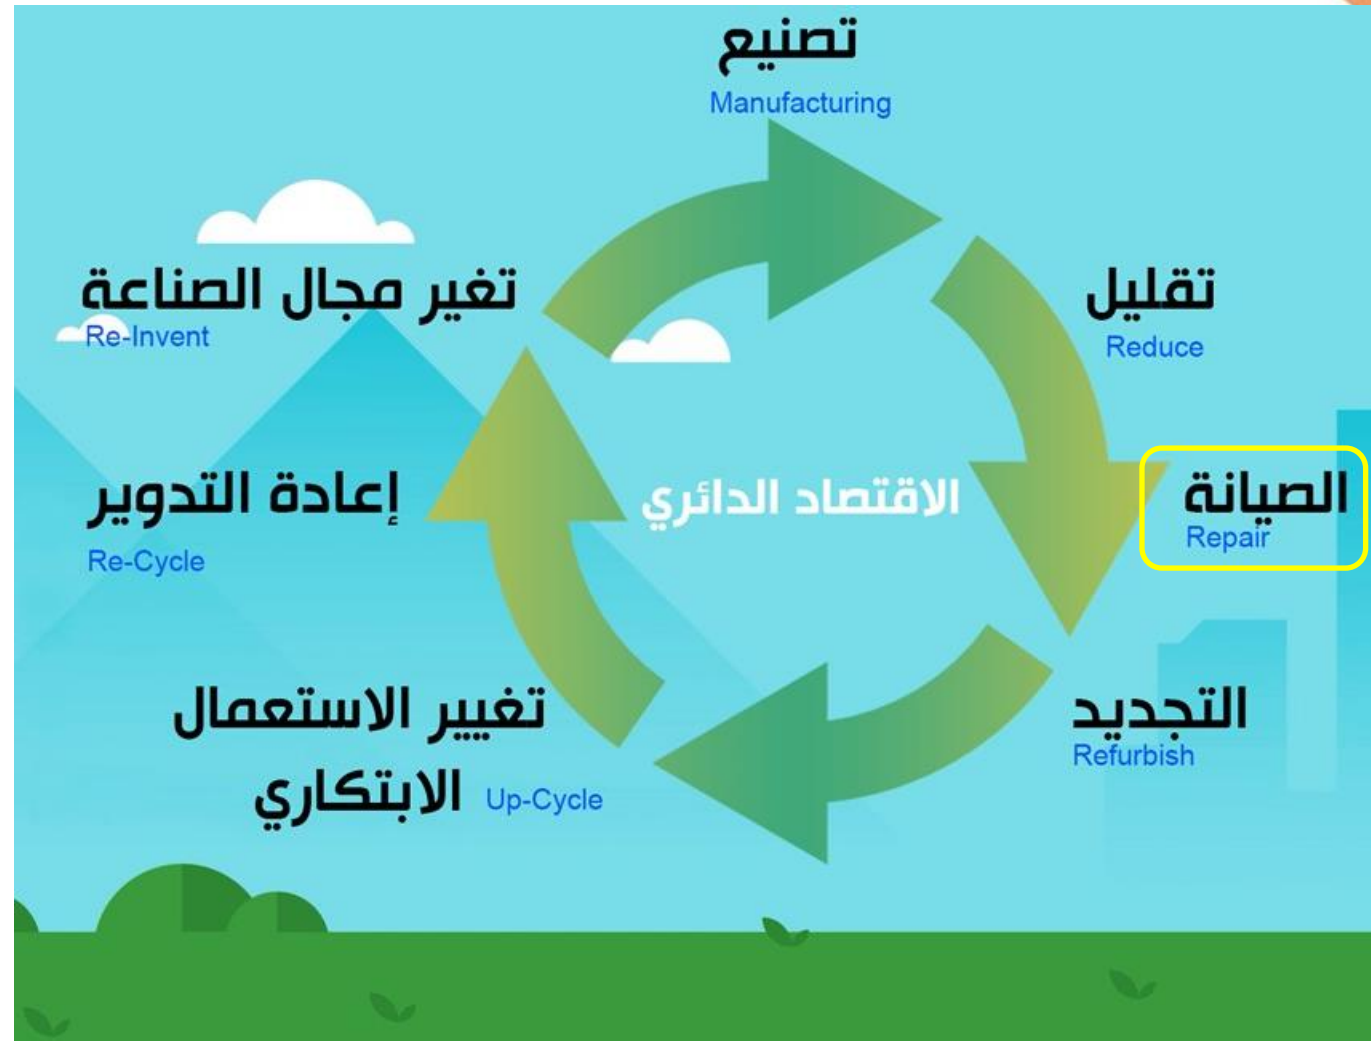 تصنيع
Manufacturing
تقليل
Reduce
الصيانة
Repair
التجديد
Refurbish
تغيير الاستعمال
الابتكاري Up-Cycle
إعادة التدوير
Re-Cycle
تغير مجال الصناعة
Re-Invent
الاقتصاد الدائري